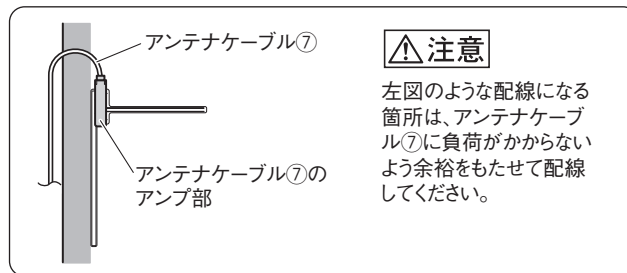 アンテナケーブル⑦
アンテナケーブル⑦の
アンプ部
注意
左図のような配線になる
箇所は、アンテナケーブ
ル⑦に負荷がかからない
よう余裕をもたせて配線
してください。